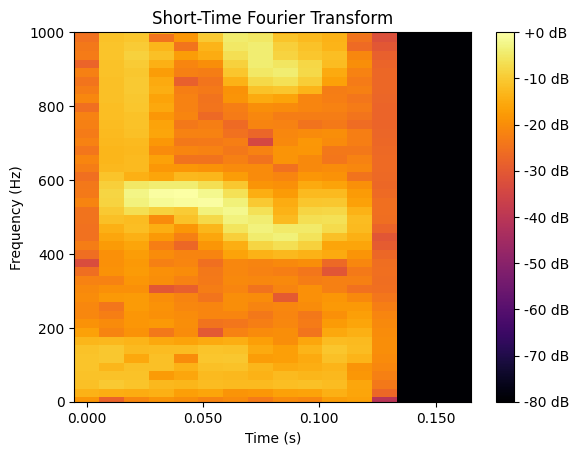 Short-Time Fourier Transform
1000
800
600
400
200
0
Frequency (Hz)
0.000
0.050
0.100
0.150
Time (s)
+0 dB
-10 dB
-20 dB
-30 dB
-40 dB
-50 dB
-60 dB
-70 dB
-80 dB